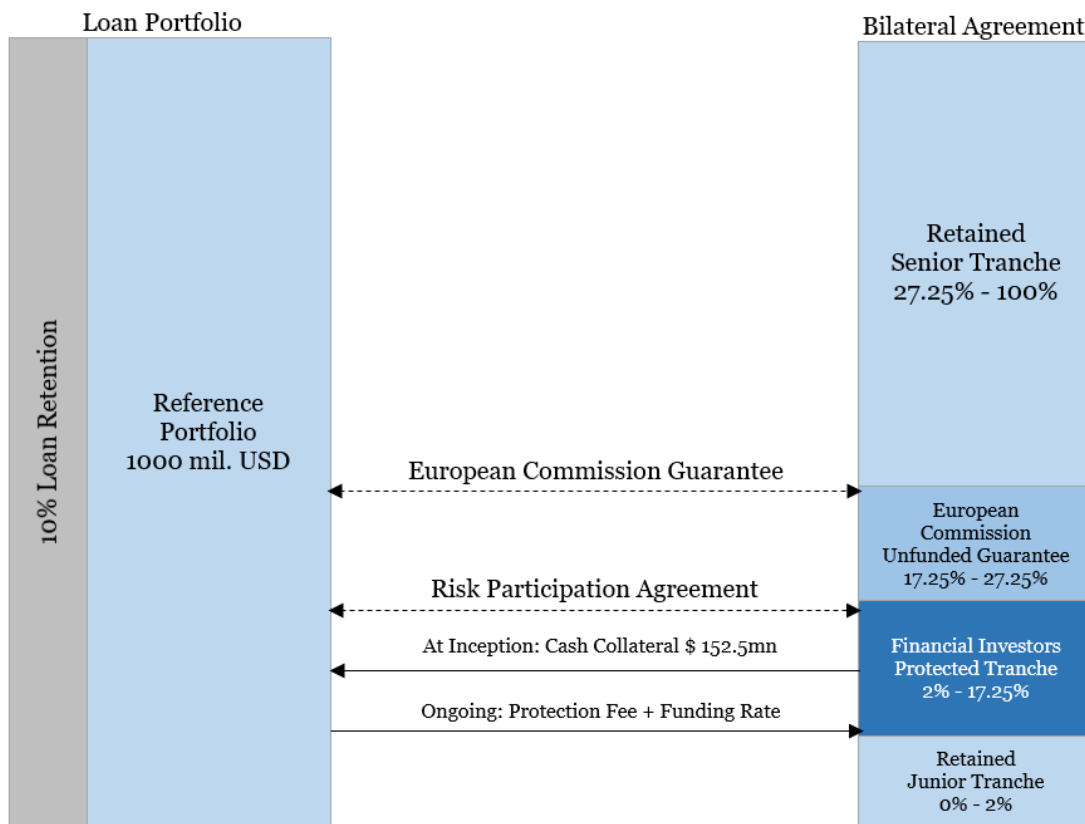 Loan Portfolio
Bilateral Agreement
10% Loan Retention
Reference
Portfolio
1000 mil. USD
Retained
Senior Tranche
27.25% - 100%
European Commission Guarantee
European
Commission
Unfunded Guarantee
17.25% - 27.25%
Risk Participation Agreement
At Inception: Cash Collateral $ 152.5mn
Financial Investors
Protected Tranche
2% - 17.25%
Ongoing: Protection Fee + Funding Rate
Retained
Junior Tranche
0% - 2%